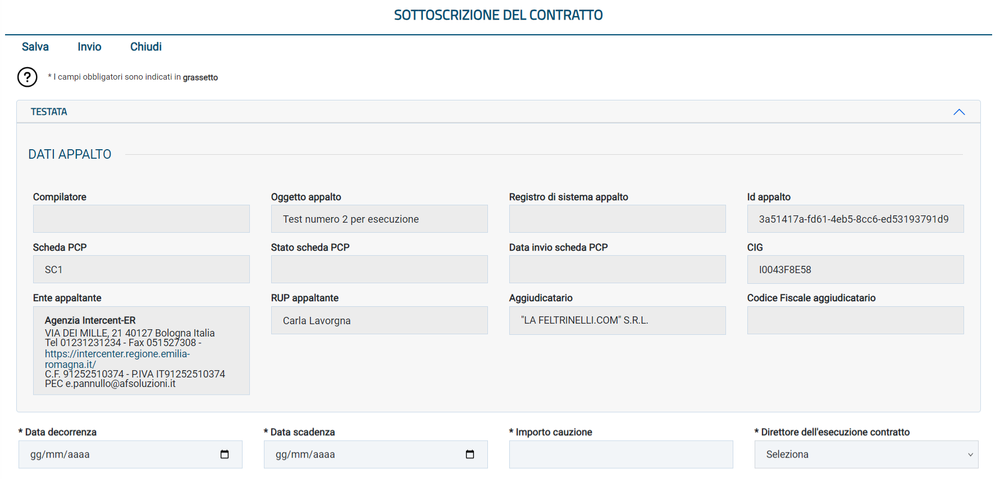 SOTTOSCRIZIONE DEL CONTRATTO
Salva Invio Chiudi
? * I campi obbligatori sono indicati in grassetto
TESTATA
DATI APPALTO
Compilatore Oggetto appalto Registro di sistema appalto Id appalto
Test numero 2 per esecuzione 3a51417a-fd61-4eb5-8cc6-ed53193791d9
Scheda PCP Stato scheda PCP Data invio scheda PCP CIG
SC1 I0043F8E58
Ente appaltante RUP appaltante Aggiudicatario Codice Fiscale aggiudicatario
Agenzia Intercent-ER Carla Lavorgna "LA FELTRINELLI.COM" S.R.L.
VIA DEI MILLE, 21 40127 Bologna Italia
Tel 01231231234 - Fax 051527308 -
https://intercenter.regione.emilia-
romagna.it/
C.F. 91252510374 - P.IVA IT91252510374
PEC e.pannullo@afsoluzioni.it
* Data decorrenza * Data scadenza * Importo cauzione * Direttore dell'esecuzione contratto
gg/mm/aaaa gg/mm/aaaa Seleziona